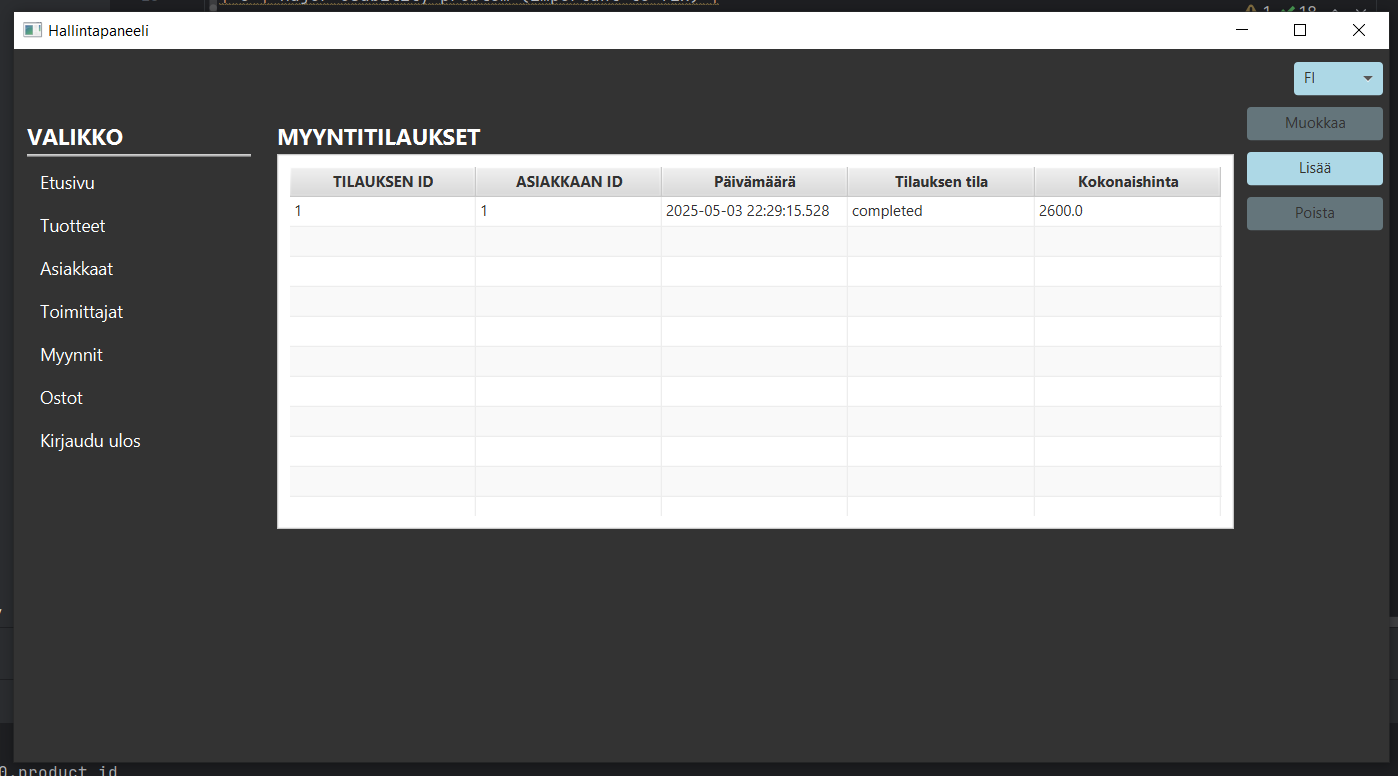 Hallintapaneeli
FI
Muokkaa
Lisää
Poista
VALIKKO
Etusivu
Tuotteet
Asiakkaat
Toimittajat
Myynnit
Ostot
Kirjaudu ulos
MYYNTITILAUKSET
TILAUKSEN ID ASIAKKAAN ID Päivämäärä Tilauksen tila Kokonaishinta
1 1 2025-05-03 22:29:15.528 completed 2600.0
0.product_id